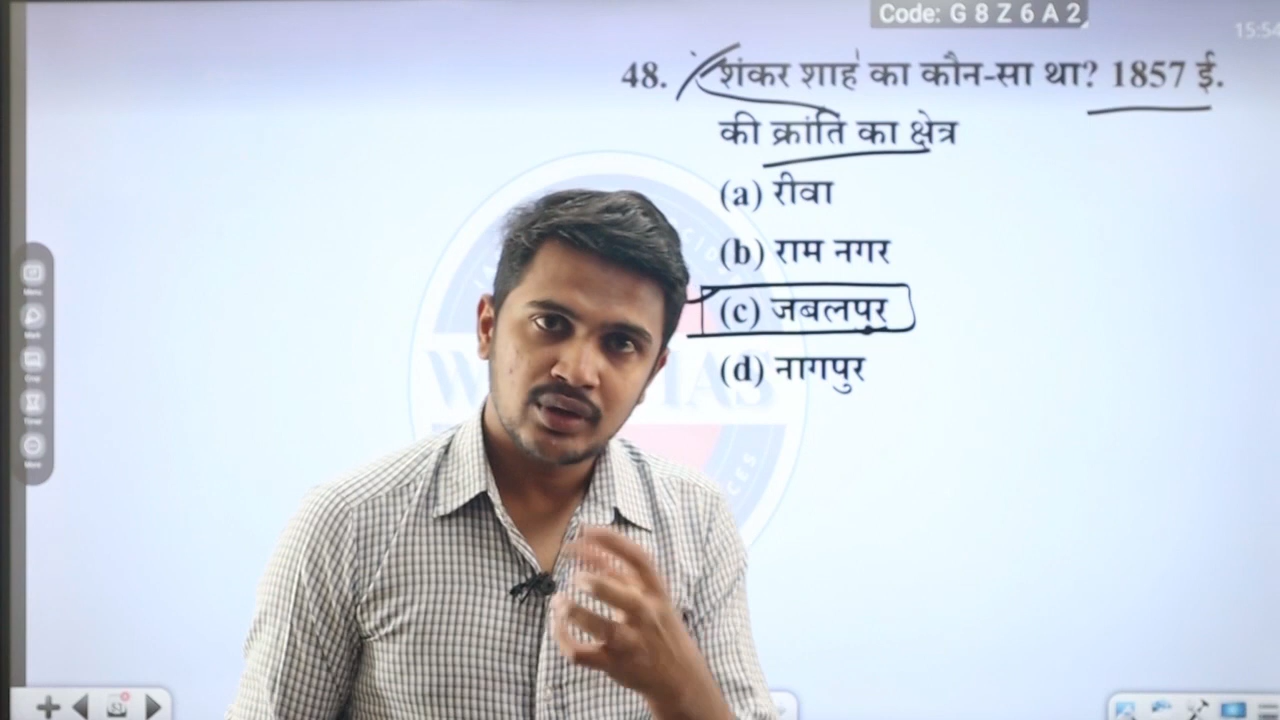 Code: G 8 Z 6 A 2
48. शंकर शाह का कौन-सा था? 1857 ई.
की क्रांति का क्षेत्र
(a) रीवा
(b) राम नगर
(c) जबलपुर
(d) नागपुर